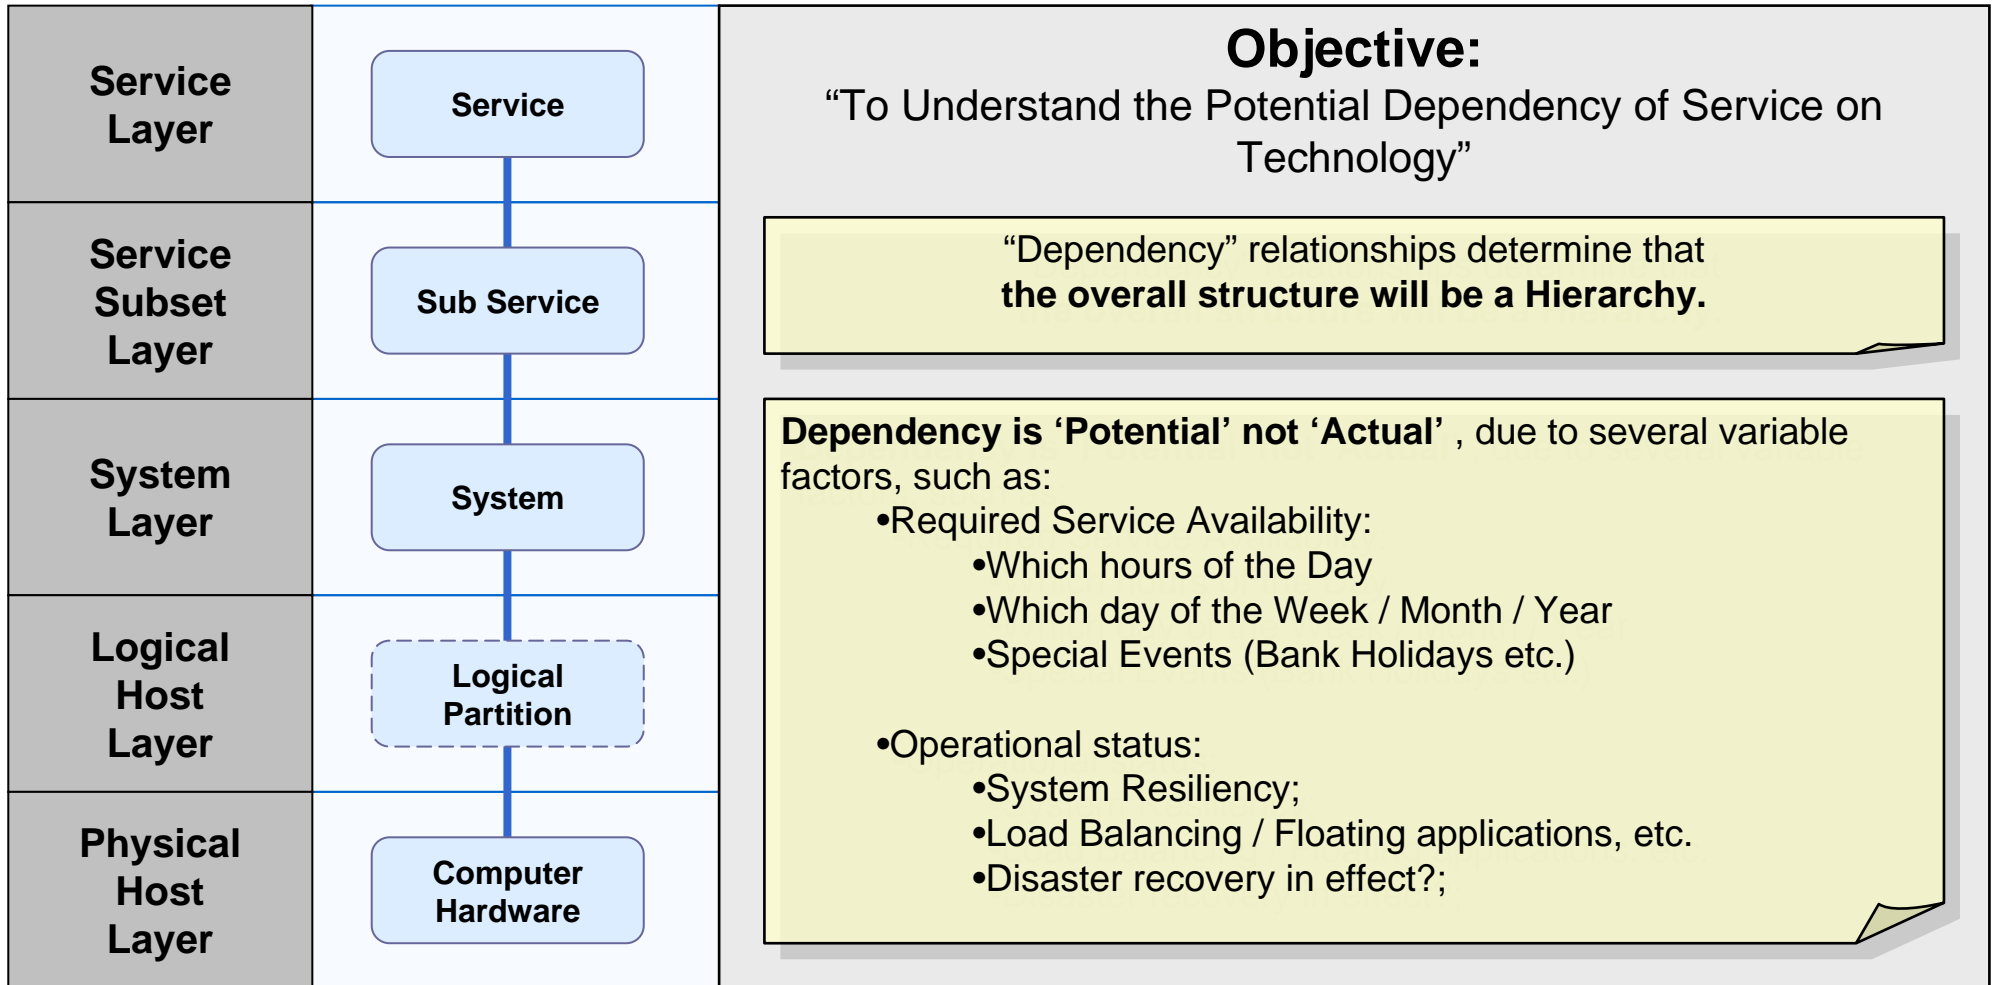 Service
Layer
Service
Service
Subset
Layer
Sub Service
System
Layer
System
Logical
Host
Layer
Logical
Partition
Physical
Host
Layer
Computer
Hardware
Objective:
“To Understand the Potential Dependency of Service on
Technology”
“Dependency” relationships determine that
the overall structure will be a Hierarchy.
Dependency is ‘Potential’ not ‘Actual’ , due to several variable
factors, such as:
•Required Service Availability:
•Which hours of the Day
•Which day of the Week / Month / Year
•Special Events (Bank Holidays etc.)
•Operational status:
•System Resiliency;
•Load Balancing / Floating applications, etc.
•Disaster recovery in effect?;